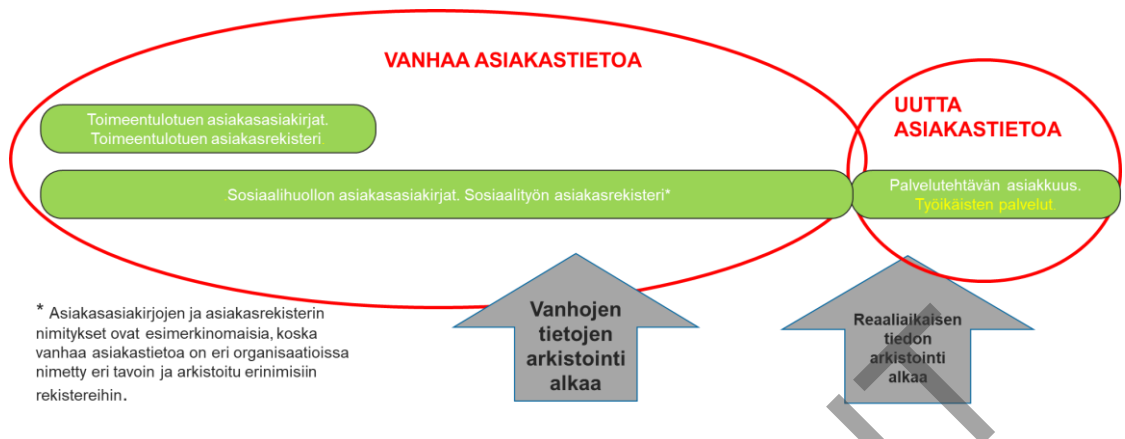 VANHAA ASIAKASTIETOA
UUTTA
ASIAKASTIETOA
Toimeentulotuen asiakasasiakirjat.
Toimeentulotuen asiakasrekisteri.
Sosiaalihuollon asiakasasiakirjat. Sosiaalityön asiakasrekisteri*
Palvelutehtävän asiakkuus.
Työikäisten palvelut.
* Asiakasasiakirjojen ja asiakasrekisterin
nimitykset ovat esimerkinomaisia, koska
vanhaa asiakastietoa on eri organisaatioissa
nimetty eri tavoin ja arkistoitu erinimisiin
rekistereihin.
Vanhojen
tietojen
arkistointi
alkaa
Reaaliaikaisen
tiedon
arkistointi
alkaa